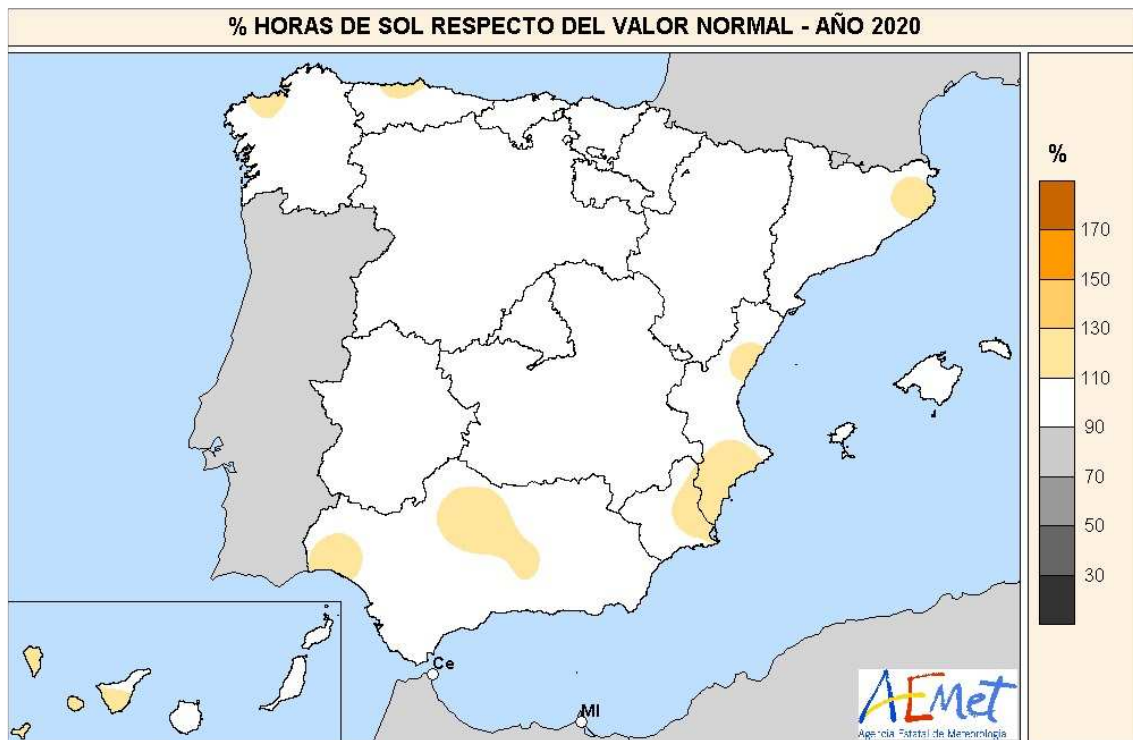 % HORAS DE SOL RESPECTO DEL VALOR NORMAL - AÑO 2020
%
170
150
130
110
90
70
50
30
Ce
Ml
AEMet
Agencia Estatal de Meteorología